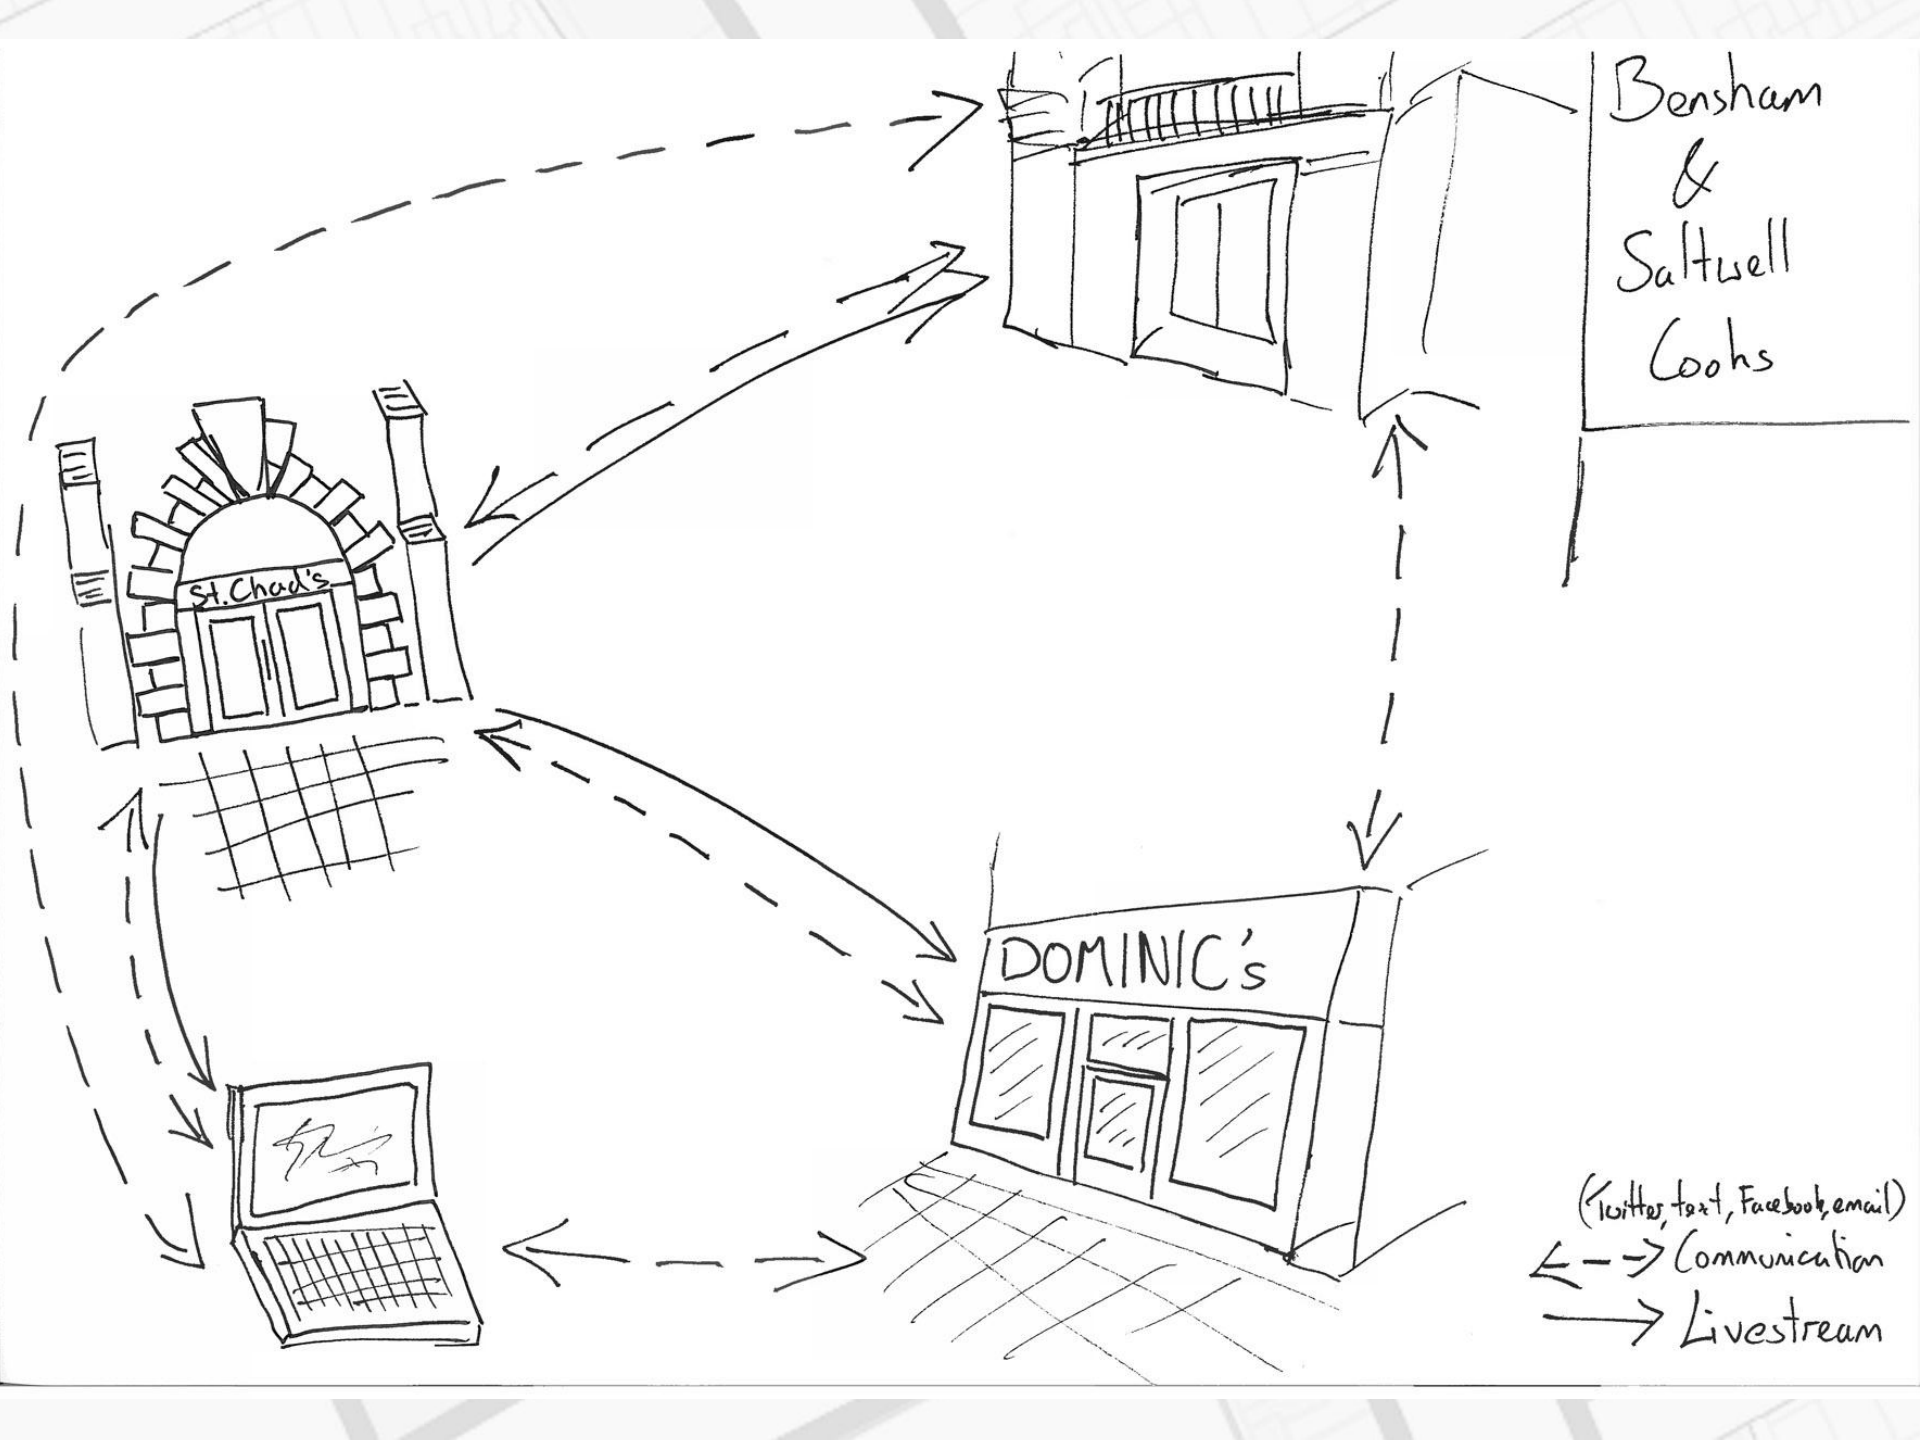 Bensham
&
Saltwell
Cooks
St. Chad's
DOMINIC's
(Twitter, text, Facebook, email)
Communication
Livestream